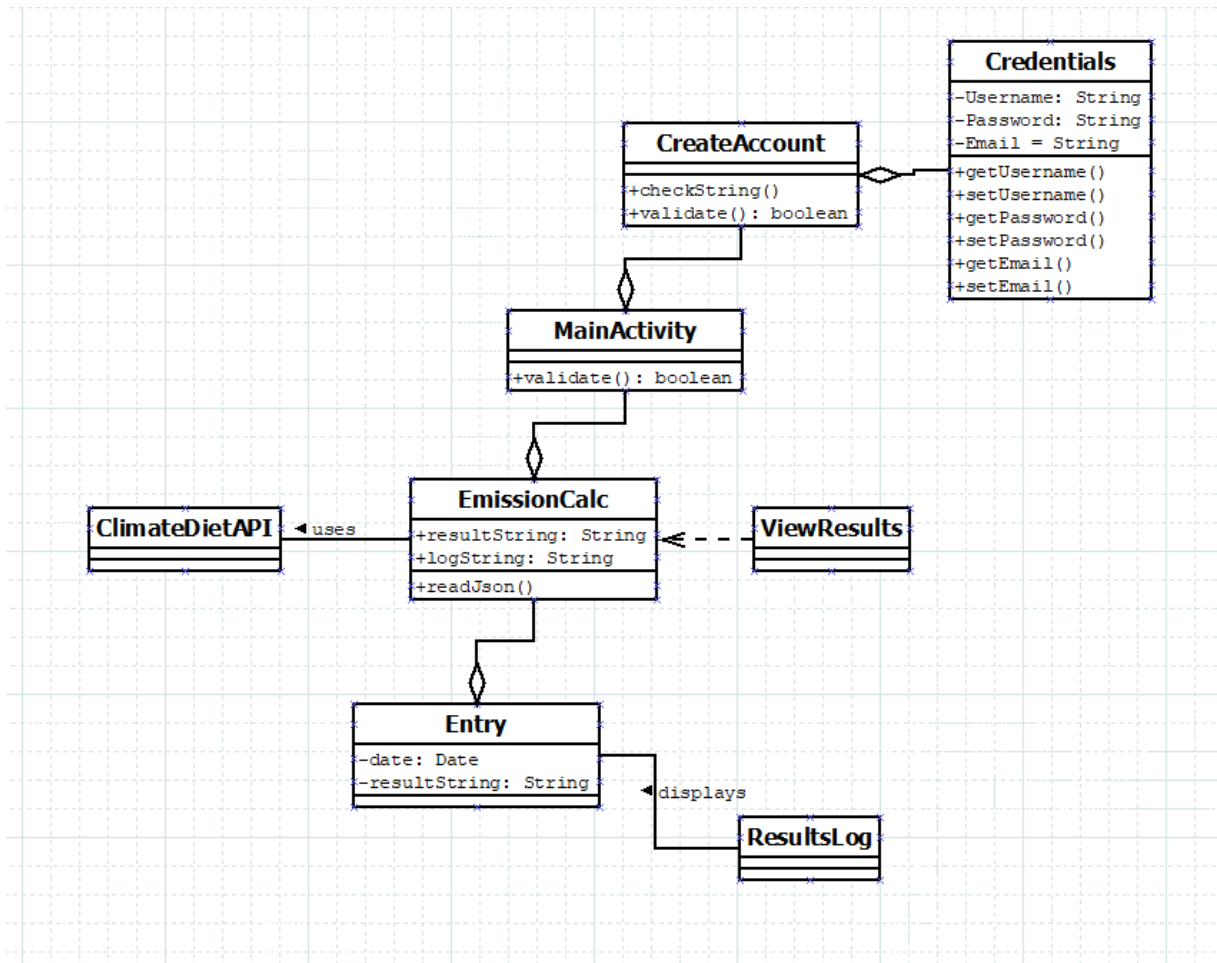 Credentials
-Username: String
-Password: String
-Email = String
+getUsername()
+setUsername()
+getPassword()
+setPassword()
+getEmail()
+setEmail()
CreateAccount
+checkString()
+validate(): boolean
MainActivity
+validate(): boolean
EmissionCalc
+resultString: String
+logString: String
+readJson()
ClimateDietAPI
uses
ViewResults
Entry
-date: Date
-resultString: String
displays
ResultsLog